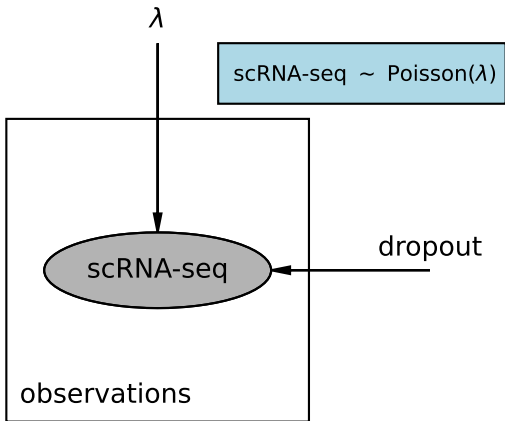 λ
scRNA-seq ~ Poisson(λ)
dropout
scRNA-seq
observations